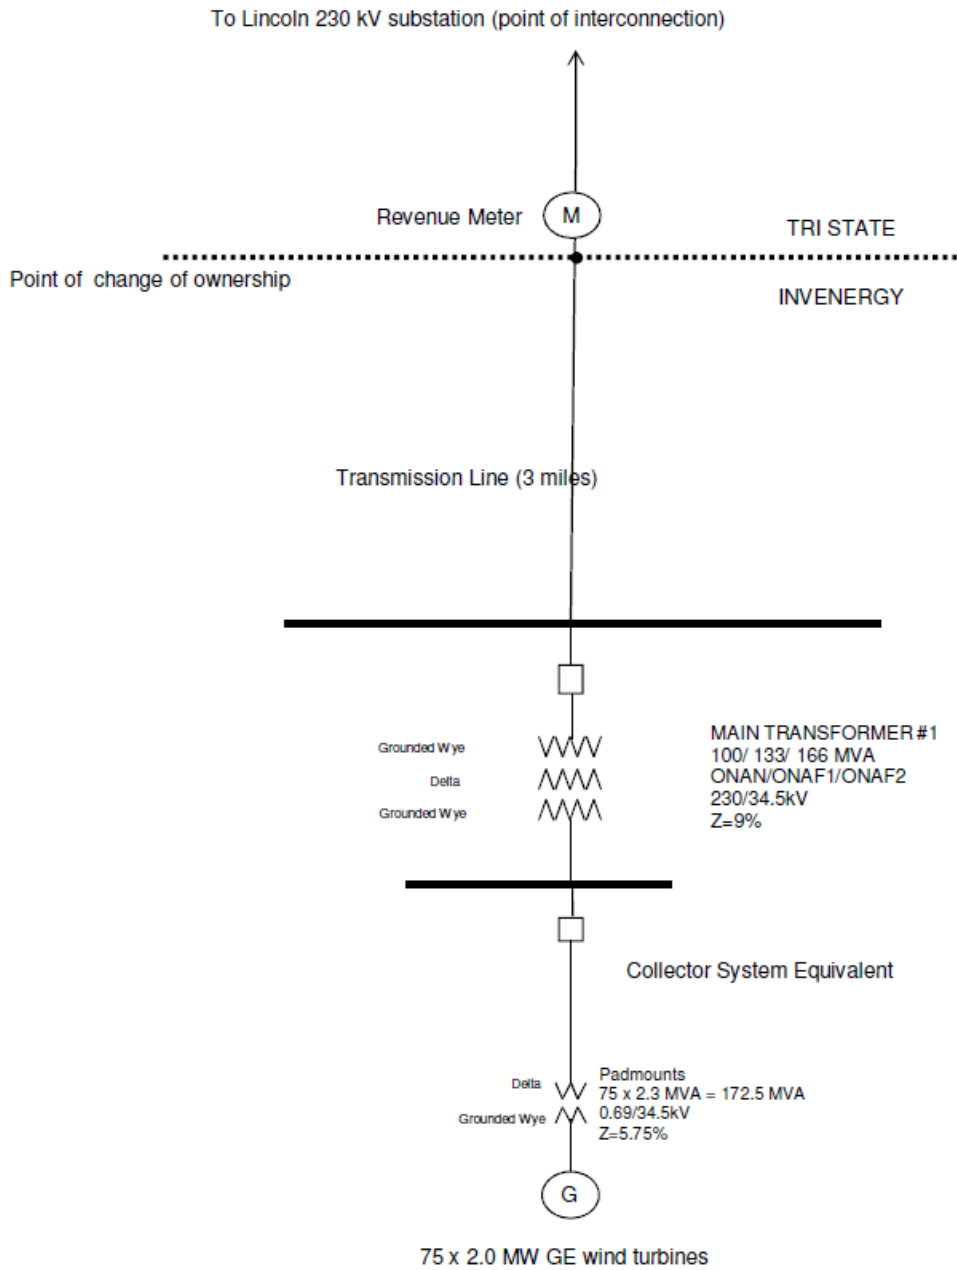 To Lincoln 230 kV substation (point of interconnection)
Revenue Meter
M
TRI STATE
Point of change of ownership
INVENERGY
Transmission Line (3 miles)
Grounded Wye
Delta
Grounded Wye
MAIN TRANSFORMER #1
100/ 133/ 166 MVA
ONAN/ONAF1/ONAF2
230/34.5kV
Z=9%
Collector System Equivalent
Delta
Grounded Wye
Padmounts
75 x 2.3 MVA = 172.5 MVA
0.69/34.5kV
Z=5.75%
G
75 x 2.0 MW GE wind turbines